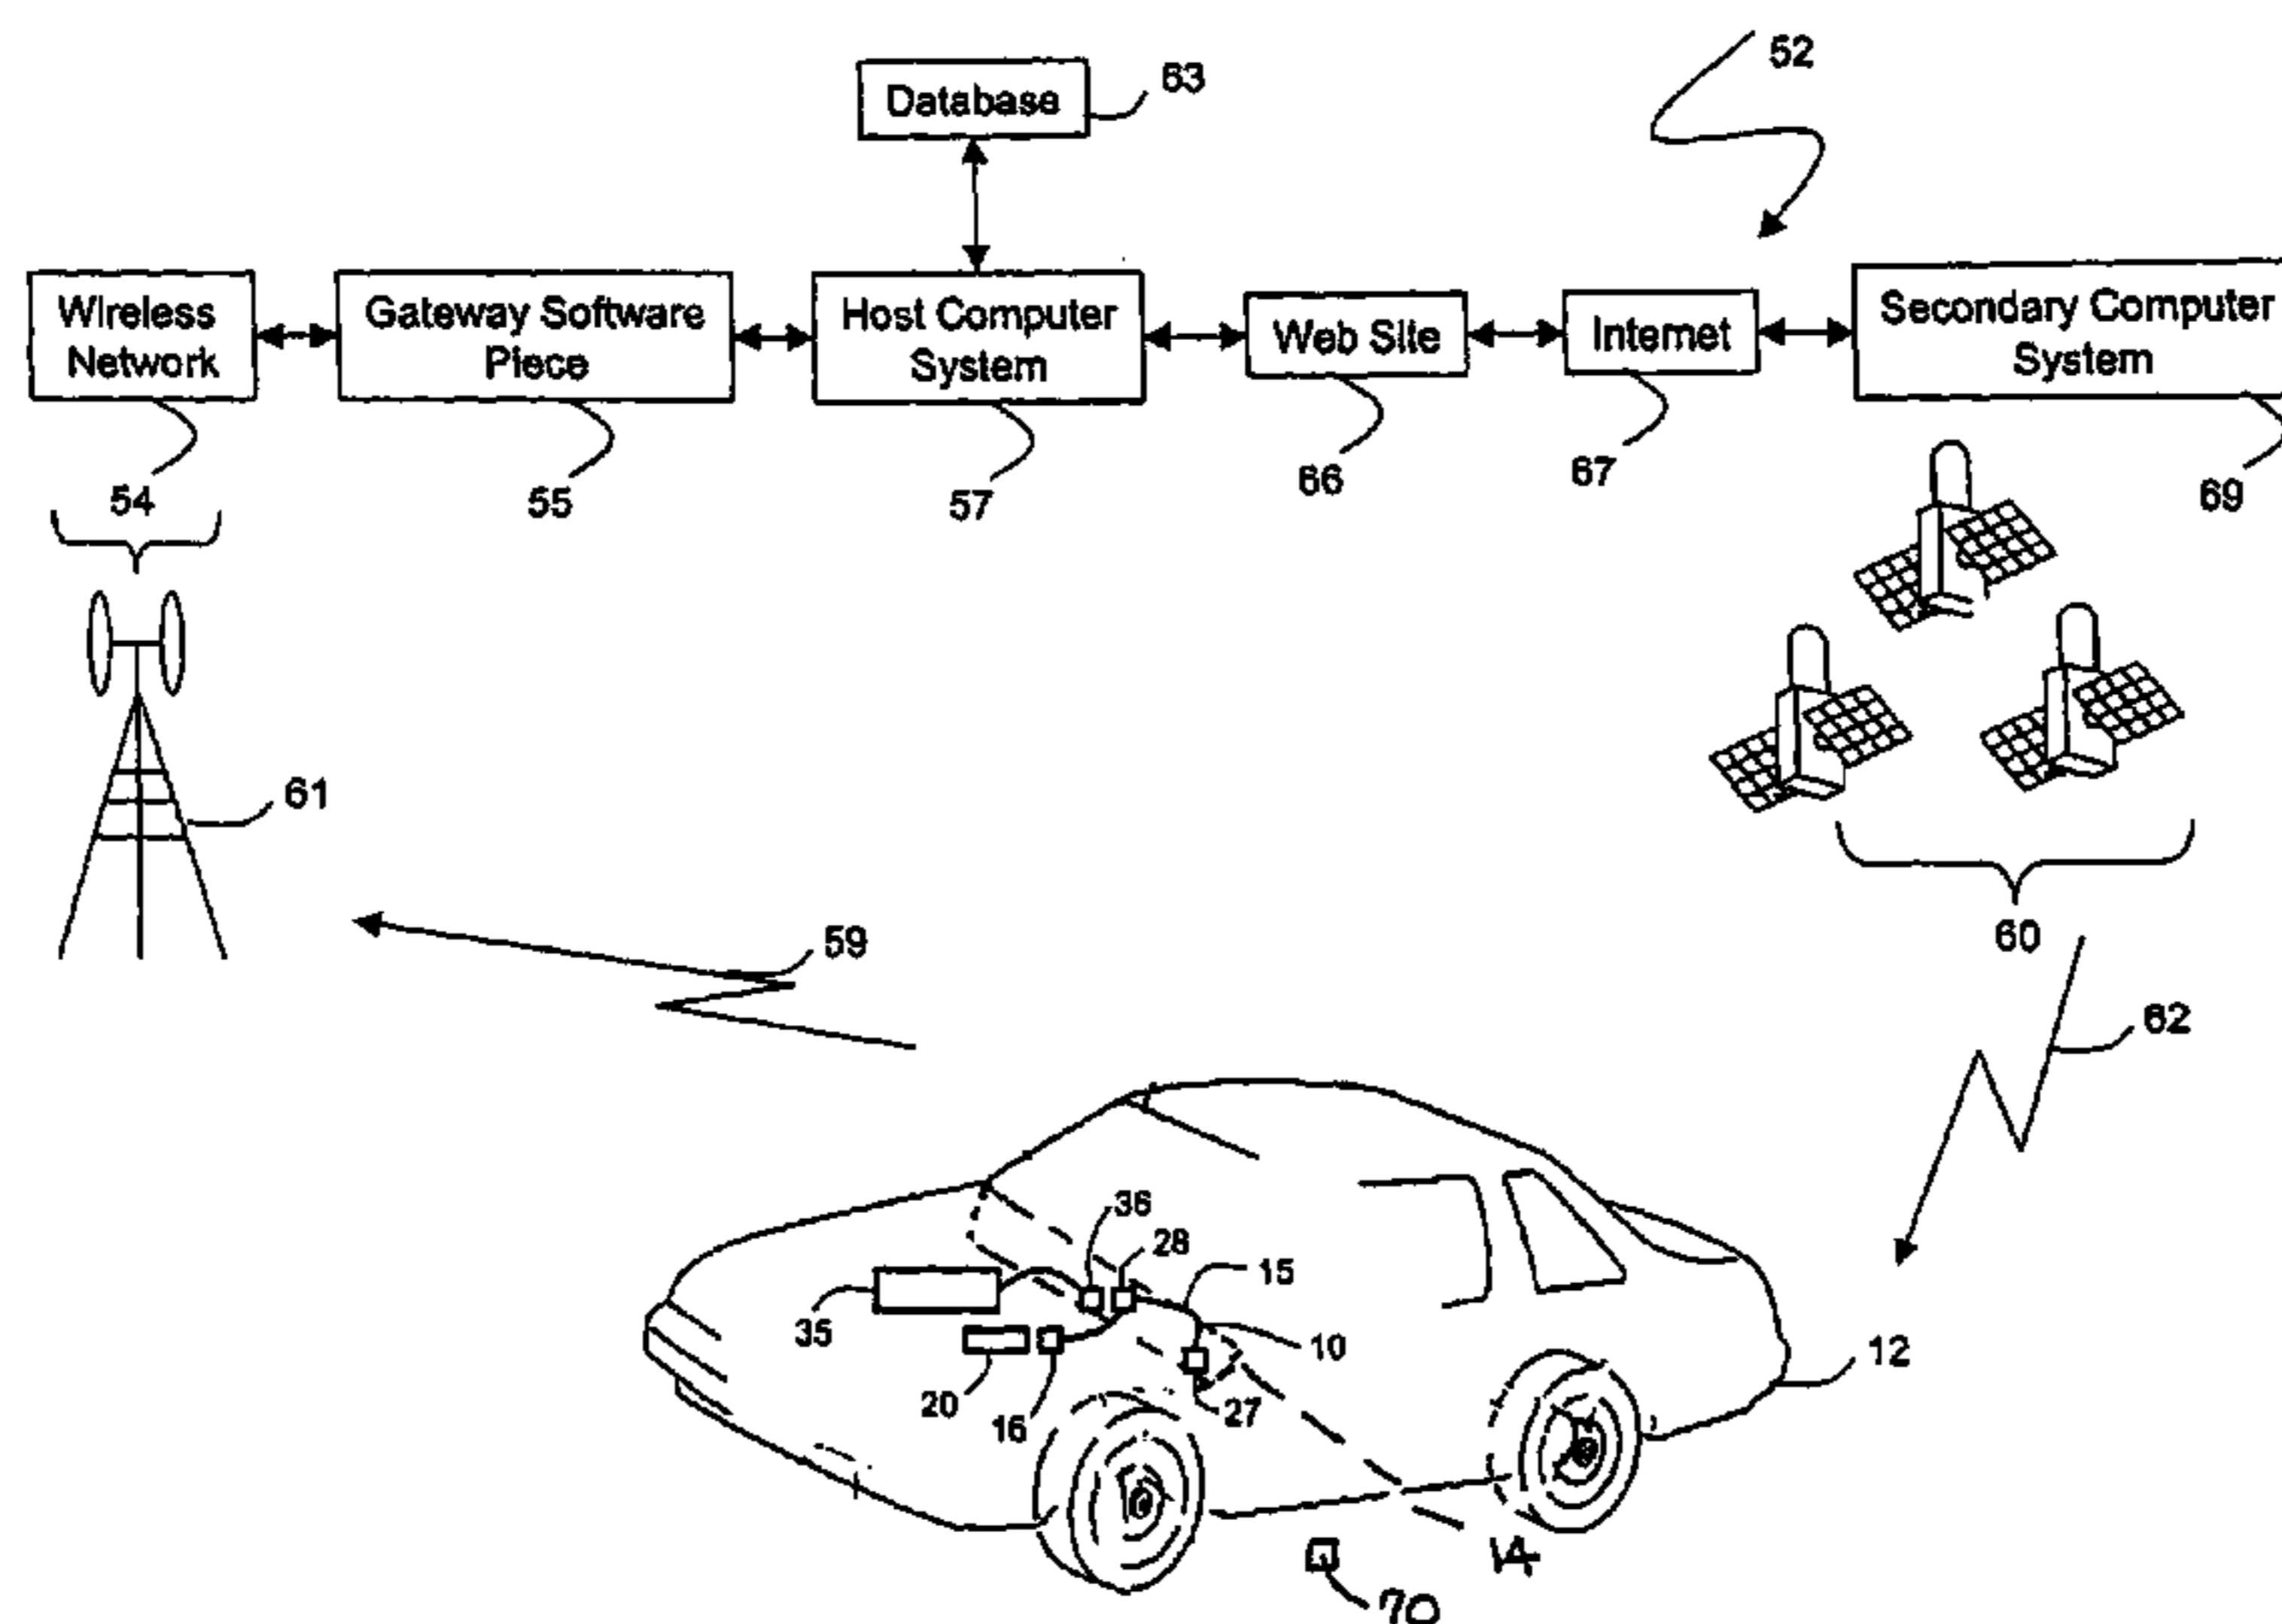 52
Database
63
Wireless
Network
Gateway Software
Piece
Host Computer
System
Web Site
Internet
Secondary Computer
System
54
55
57
66
67
69
61
60
59
62
36
28
15
35
10
12
20
16
27
14
70